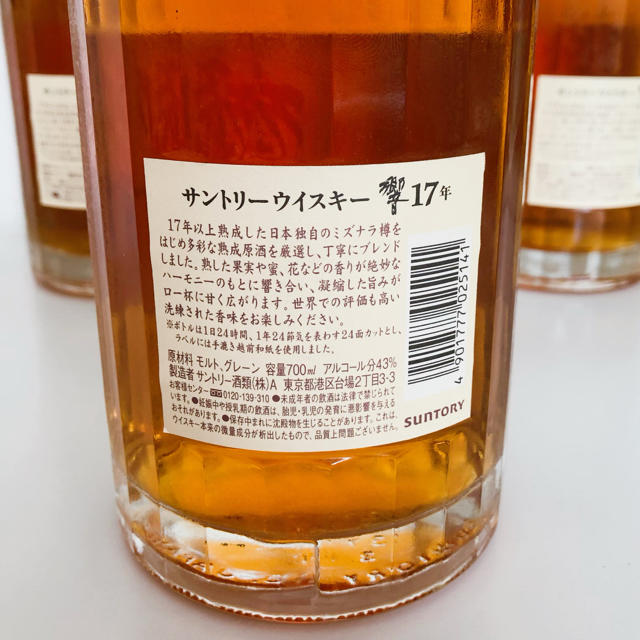 サントリーウイスキー 響 17年
17年以上熟成した日本独自のミズナラ樽を
はじめ多彩な熟成原酒を厳選し、丁寧にブレンド
しました。熟した果実や蜜、花などの香りが絶妙な
ハーモニーのもとに響き合い、凝縮した旨みが
口一杯に甘く広がります。世界での評価も高い
洗練された香味をお楽しみください。
※ボトルは1日24時間、1年24節気を表わす24面カットとし、
ラベルには手漉き越前和紙を使用しました。
原材料 モルト、グレーン 容量700ml アルコール分43%
製造者 サントリー酒類(株)A 東京都港区台場2丁目3-3
お客様センター 0120-139-310 ●未成年者の飲酒は法律で禁じられて
います。●妊娠中や授乳期の飲酒は、胎児・乳児の発育に悪影響を与える
おそれがあります。●保存中まれに沈殿物を生じることがあります。これは、
ウイスキー本来の微量成分が析出したもので、品質上問題ございません。
4 901777 025141
SUNTORY